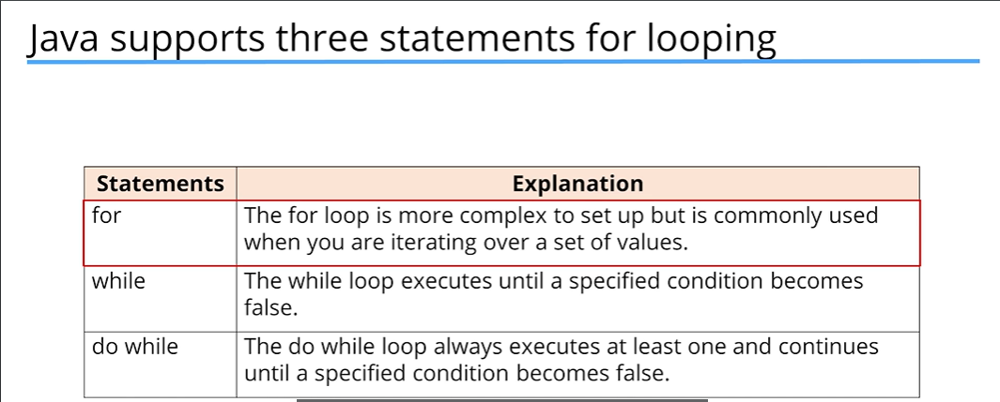 Java supports three statements for looping
Statements Explanation
for The for loop is more complex to set up but is commonly used
when you are iterating over a set of values.
while The while loop executes until a specified condition becomes
false.
do while The do while loop always executes at least one and continues
until a specified condition becomes false.